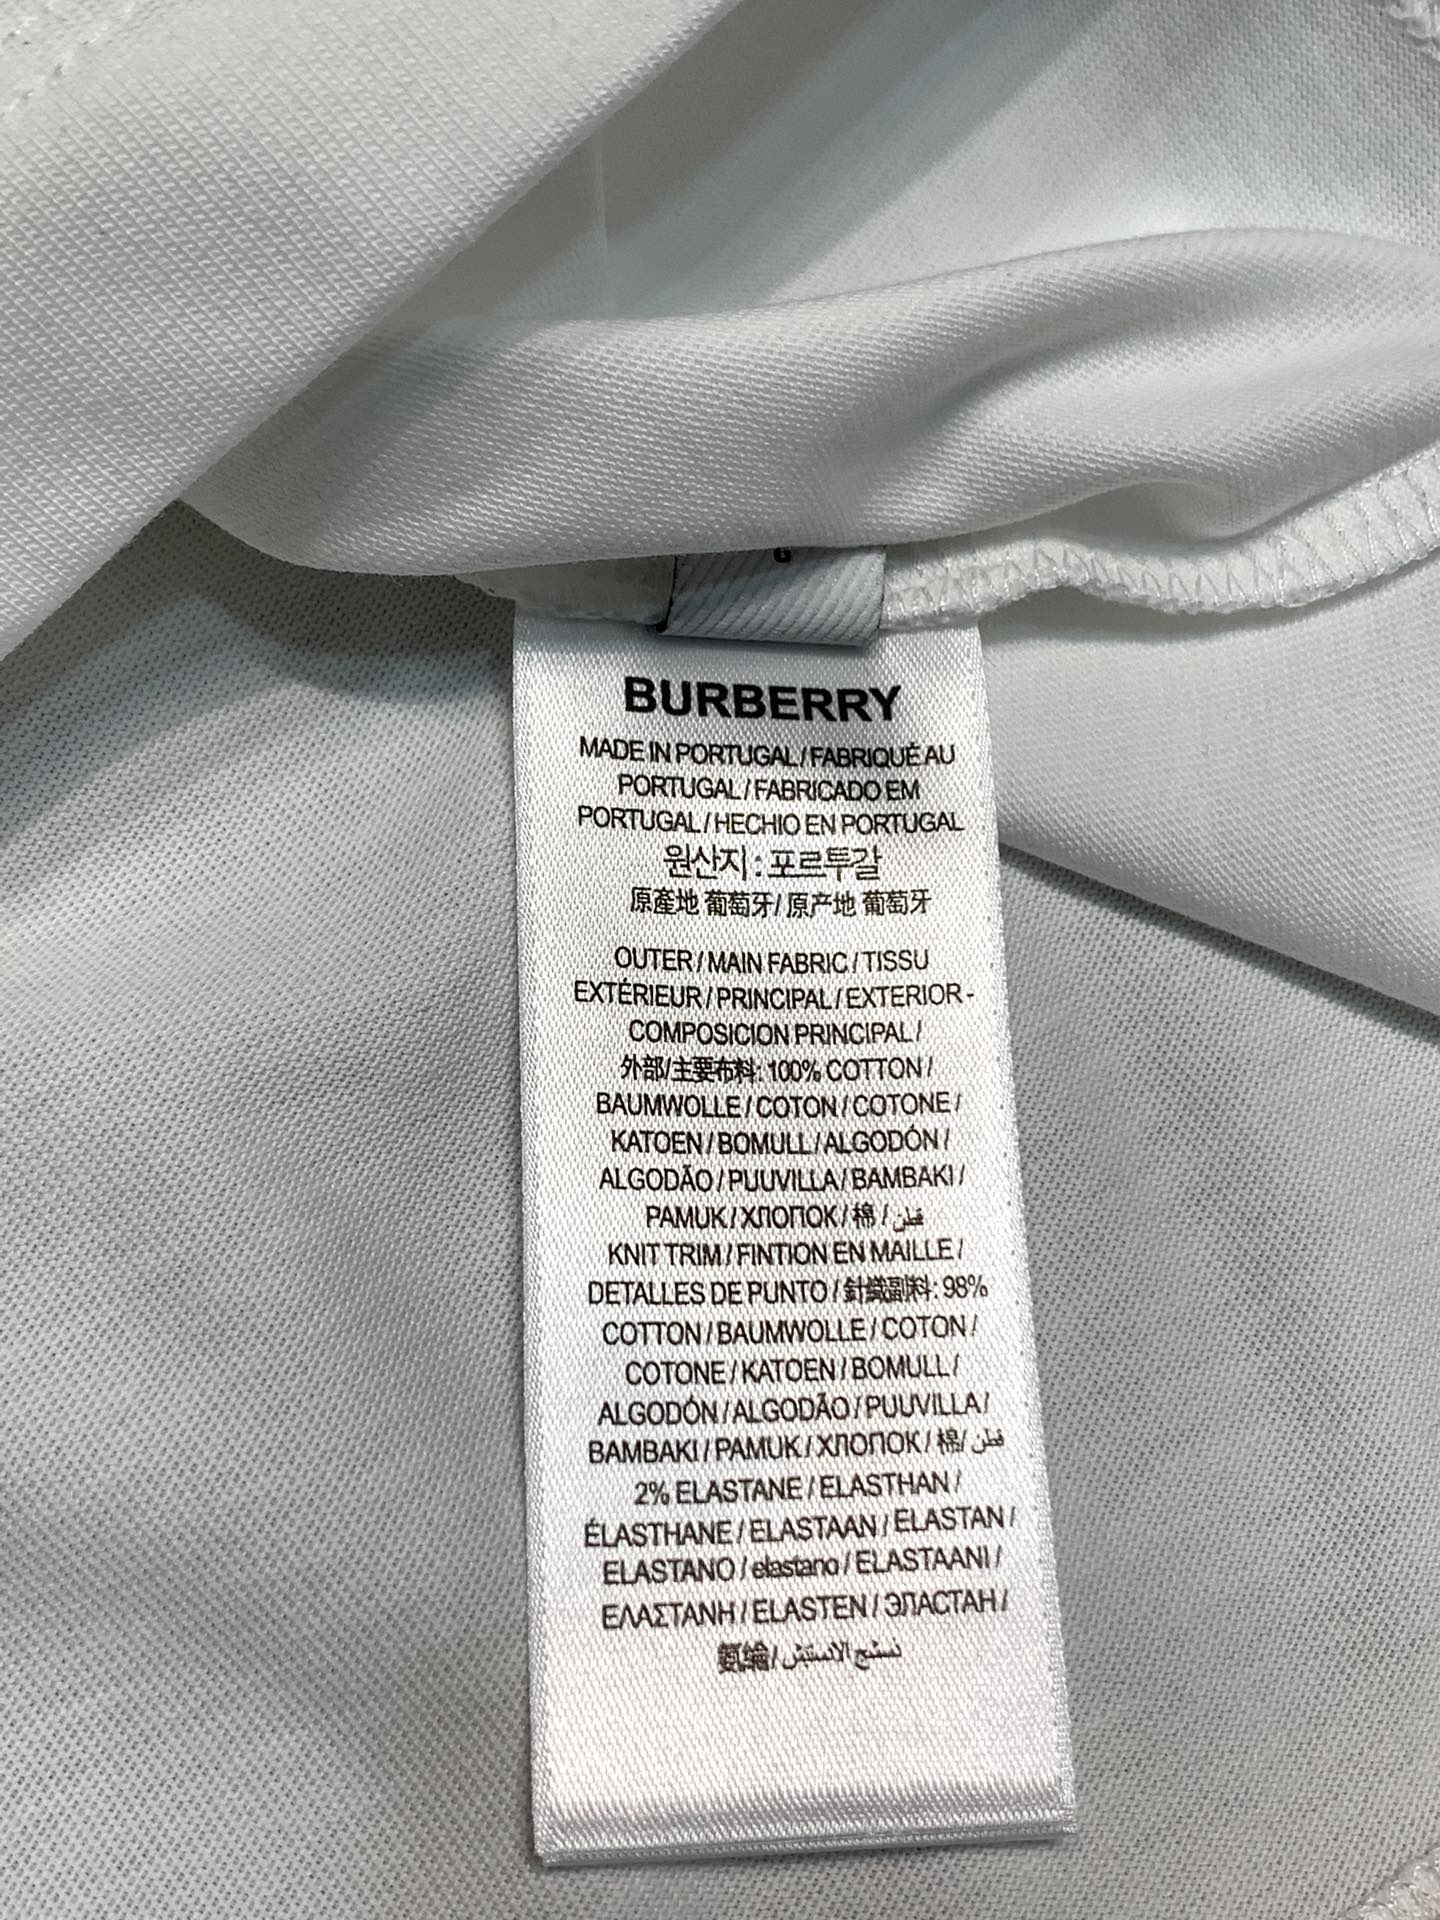 BURBERRY
MADE IN PORTUGAL / FABRIQUÉ AU
PORTUGAL / FABRICADO EM
PORTUGAL / HECHIO EN PORTUGAL
원산지 : 포르투갈
原產地 葡萄牙 / 原产地 葡萄牙
OUTER / MAIN FABRIC / TISSU
EXTÉRIEUR / PRINCIPAL / EXTERIOR -
COMPOSICION PRINCIPAL /
外部/主要布料: 100% COTTON /
BAUMWOLLE / COTON / COTONE /
KATOEN / BOMULL / ALGODÓN /
ALGODÃO / PUUVILLA / BAMBAKI /
PAMUK / ХЛОПОК / 棉 / قطن
KNIT TRIM / FINTION EN MAILLE /
DETALLES DE PUNTO / 針織副料: 98%
COTTON / BAUMWOLLE / COTON /
COTONE / KATOEN / BOMULL /
ALGODÓN / ALGODÃO / PUUVILLA /
BAMBAKI / PAMUK / ХЛОПОК / 棉 / قطن
2% ELASTANE / ELASTHAN /
ÉLASTHANE / ELASTAAN / ELASTAN /
ELASTANO / elastano / ELASTAANI /
ΕΛΑΣΤΑΝΗ / ELASTEN / ЭЛАСТАН /
氨纶 /